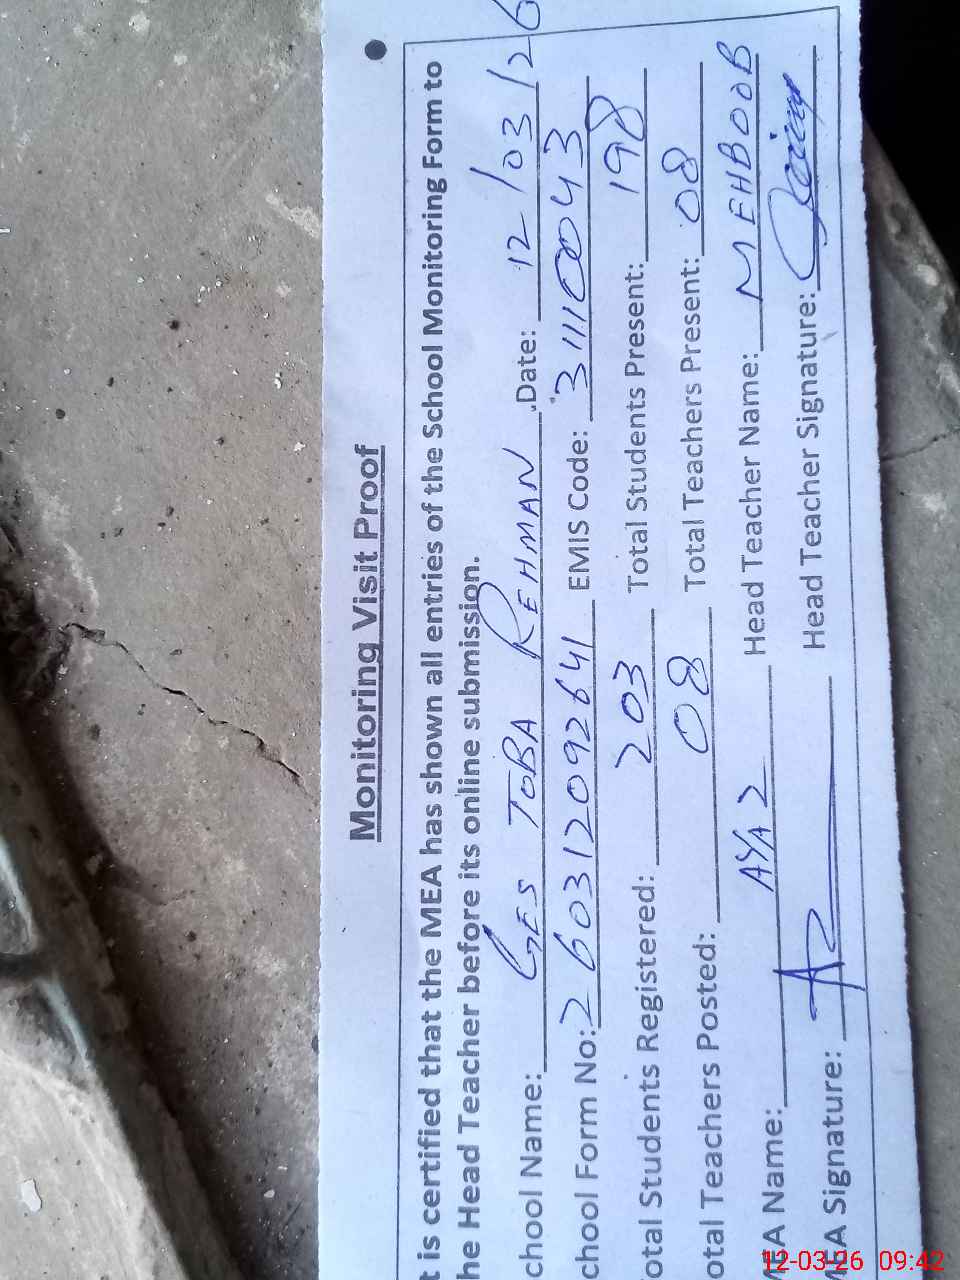 Monitoring Visit Proof
t is certified that the MEA has shown all entries of the School Monitoring Form to
he Head Teacher before its online submission.
chool Name: GES TOBA REHMAN Date: 12/03/26
chool Form No: 260312092641 EMIS Code: 31110043
otal Students Registered: 203 Total Students Present: 198
otal Teachers Posted: 08 Total Teachers Present: 08
MEA Name: Head Teacher Name: MEHBOOB
MEA Signature: Head Teacher Signature:
12-03-26 09:42